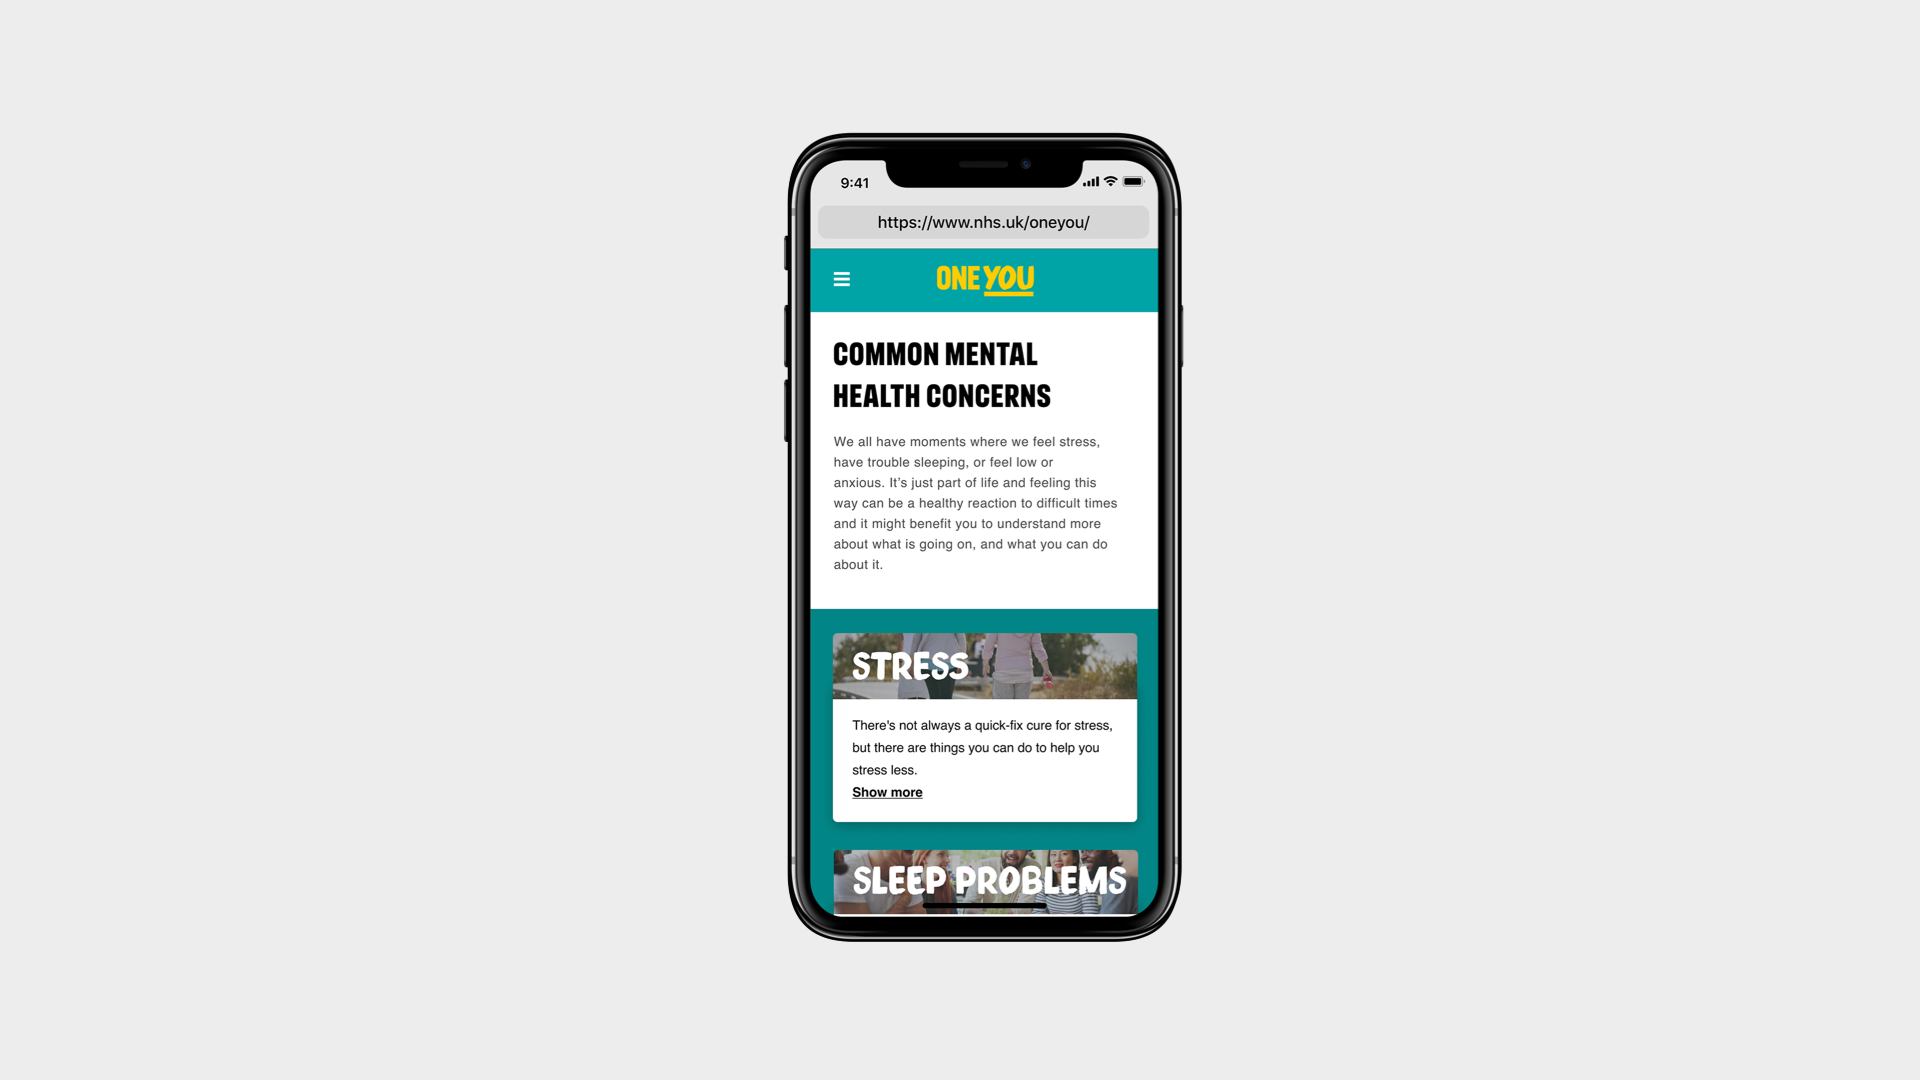 9:41
https://www.nhs.uk/oneyou/
ONE YOU
COMMON MENTAL
HEALTH CONCERNS
We all have moments where we feel stress,
have trouble sleeping, or feel low or
anxious. It’s just part of life and feeling this
way can be a healthy reaction to difficult times
and it might benefit you to understand more
about what is going on, and what you can do
about it.
STRESS
There's not always a quick-fix cure for stress,
but there are things you can do to help you
stress less.
Show more
SLEEP PROBLEMS